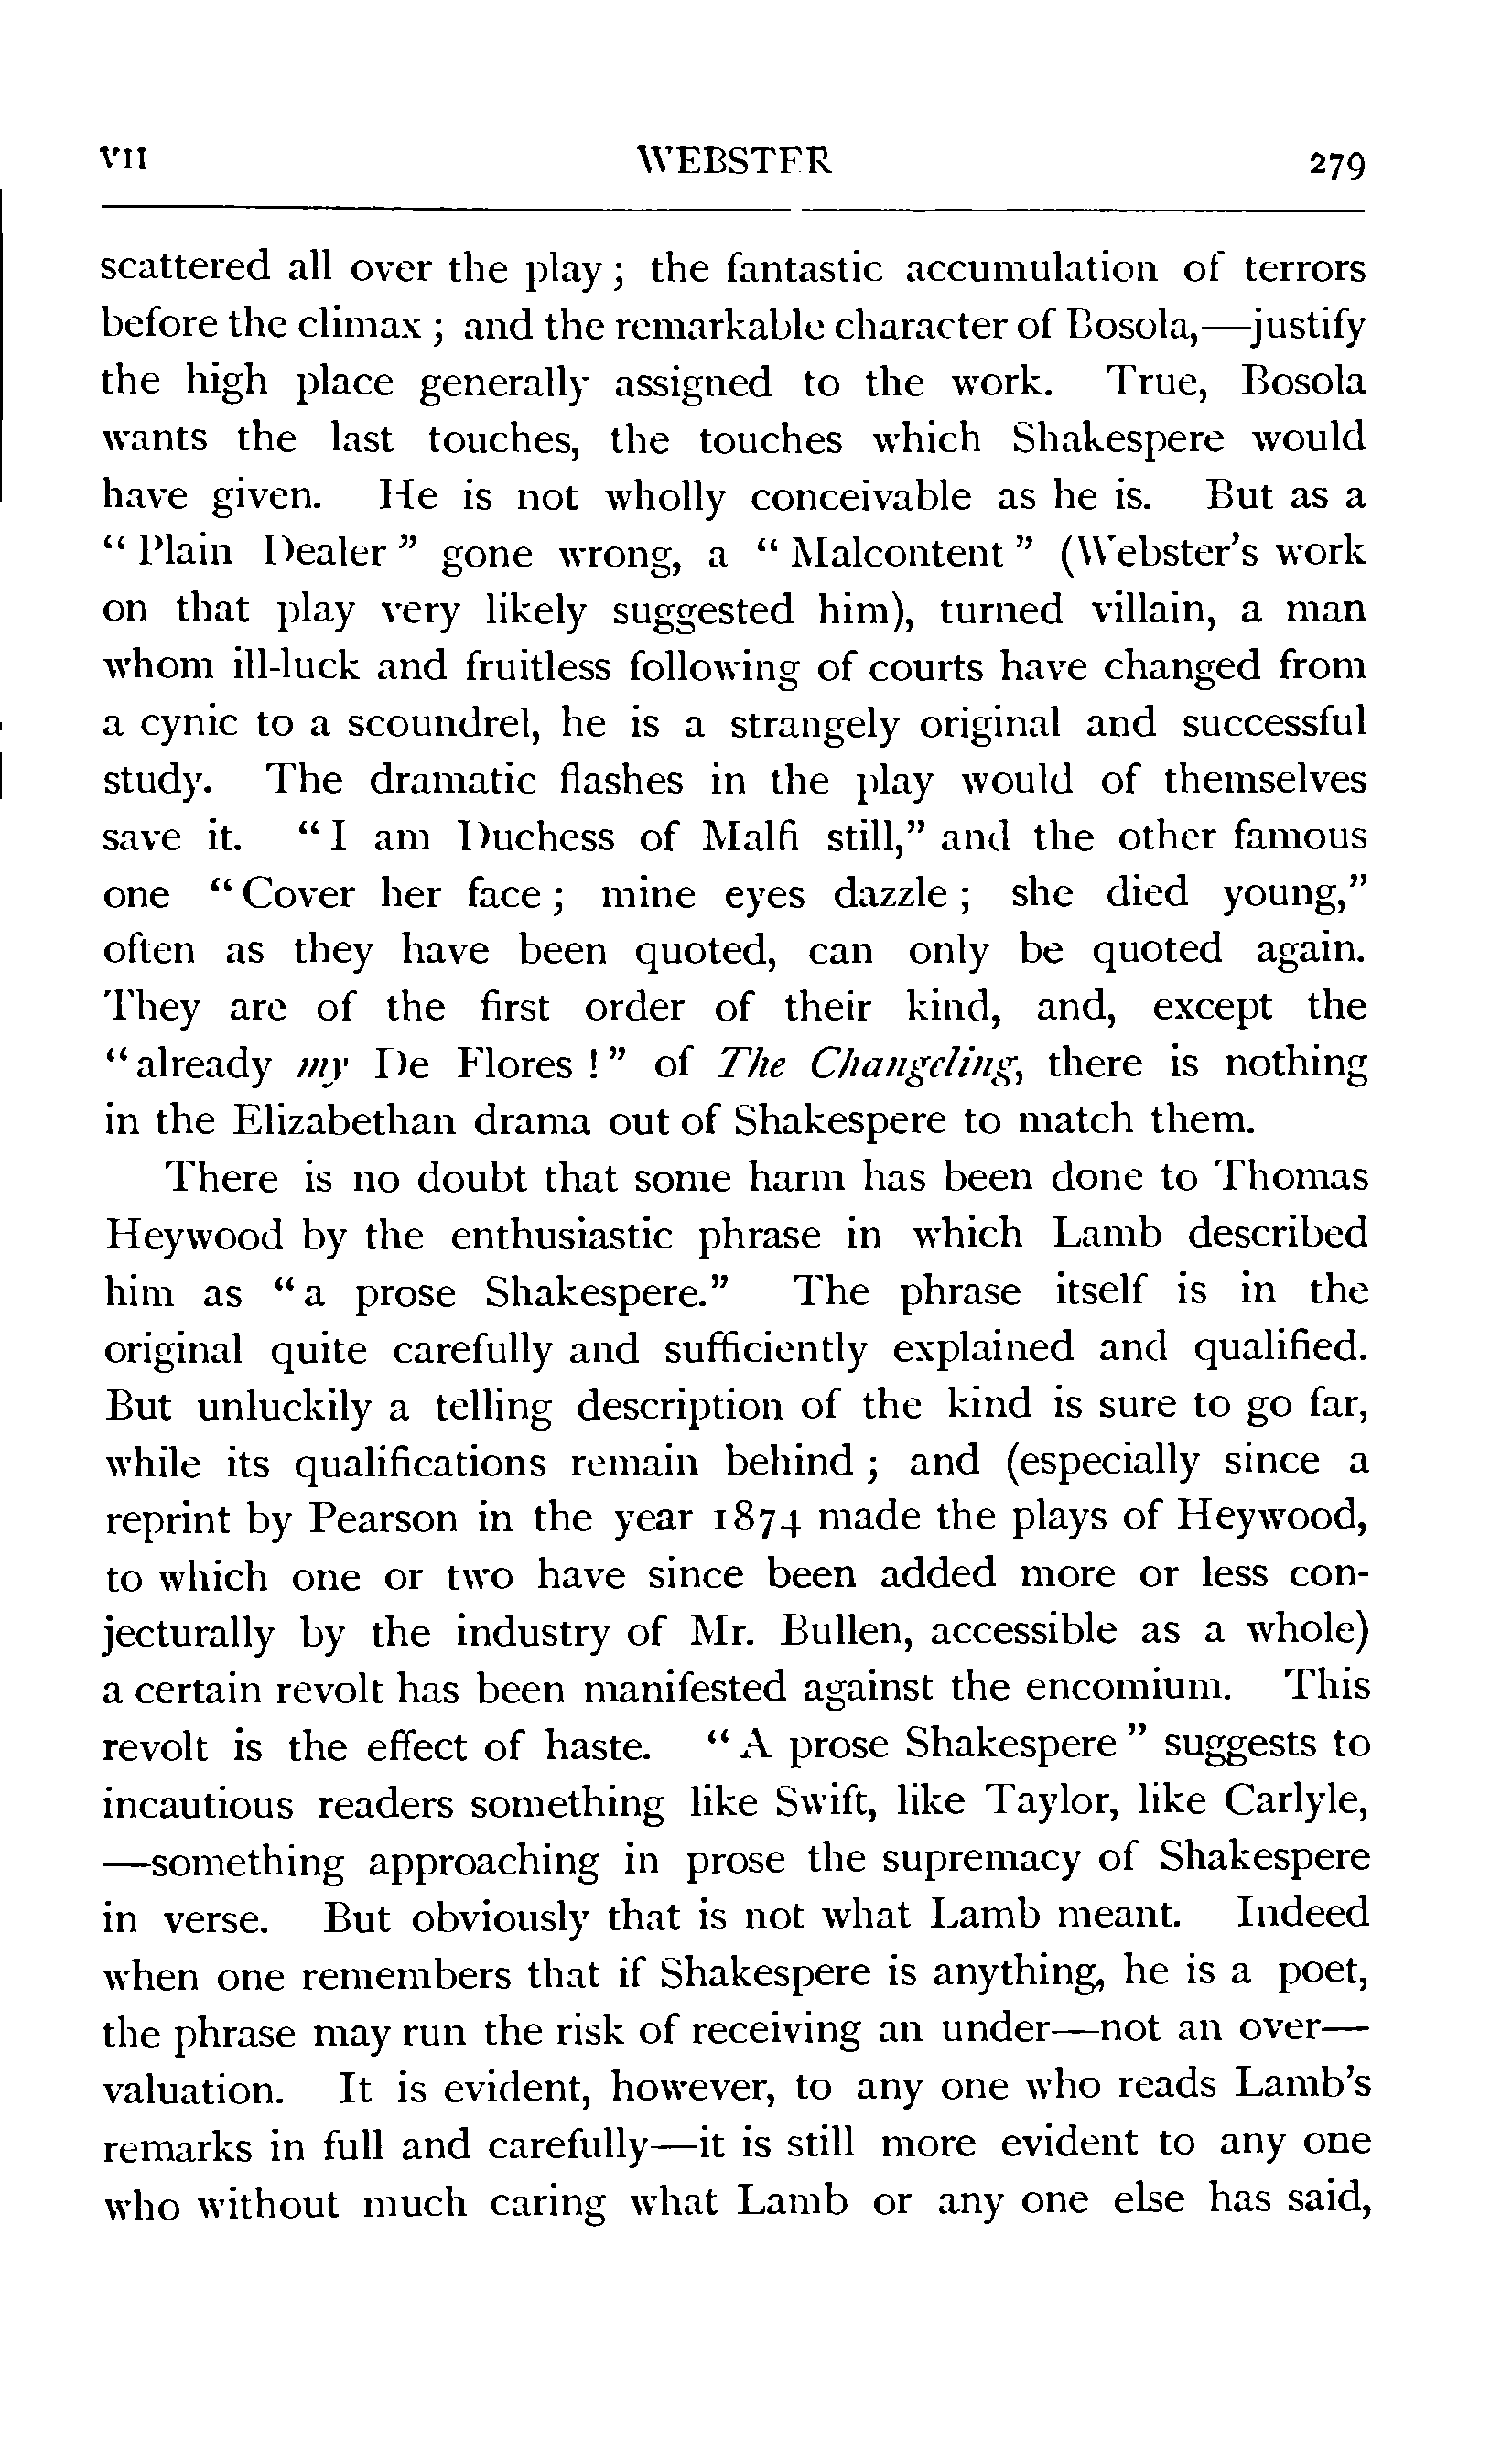 VII WEBSTER 279
scattered all over the play; the fantastic accumulation of terrors
before the climax; and the remarkable character of Bosola,—justify
the high place generally assigned to the work. True, Bosola
wants the last touches, the touches which Shakespere would
have given. He is not wholly conceivable as he is. But as a
“Plain Dealer” gone wrong, a “Malcontent” (Webster’s work
on that play very likely suggested him), turned villain, a man
whom ill-luck and fruitless following of courts have changed from
a cynic to a scoundrel, he is a strangely original and successful
study. The dramatic flashes in the play would of themselves
save it. “I am Duchess of Malfi still,” and the other famous
one “Cover her face; mine eyes dazzle; she died young,”
often as they have been quoted, can only be quoted again.
They are of the first order of their kind, and, except the
“already my De Flores!” of The Changeling, there is nothing
in the Elizabethan drama out of Shakespere to match them.
There is no doubt that some harm has been done to Thomas
Heywood by the enthusiastic phrase in which Lamb described
him as “a prose Shakespere.” The phrase itself is in the
original quite carefully and sufficiently explained and qualified.
But unluckily a telling description of the kind is sure to go far,
while its qualifications remain behind; and (especially since a
reprint by Pearson in the year 1874 made the plays of Heywood,
to which one or two have since been added more or less con-
jecturally by the industry of Mr. Bullen, accessible as a whole)
a certain revolt has been manifested against the encomium. This
revolt is the effect of haste. “A prose Shakespere” suggests to
incautious readers something like Swift, like Taylor, like Carlyle,
—something approaching in prose the supremacy of Shakespere
in verse. But obviously that is not what Lamb meant. Indeed
when one remembers that if Shakespere is anything, he is a poet,
the phrase may run the risk of receiving an under—not an over—
valuation. It is evident, however, to any one who reads Lamb’s
remarks in full and carefully—it is still more evident to any one
who without much caring what Lamb or any one else has said,